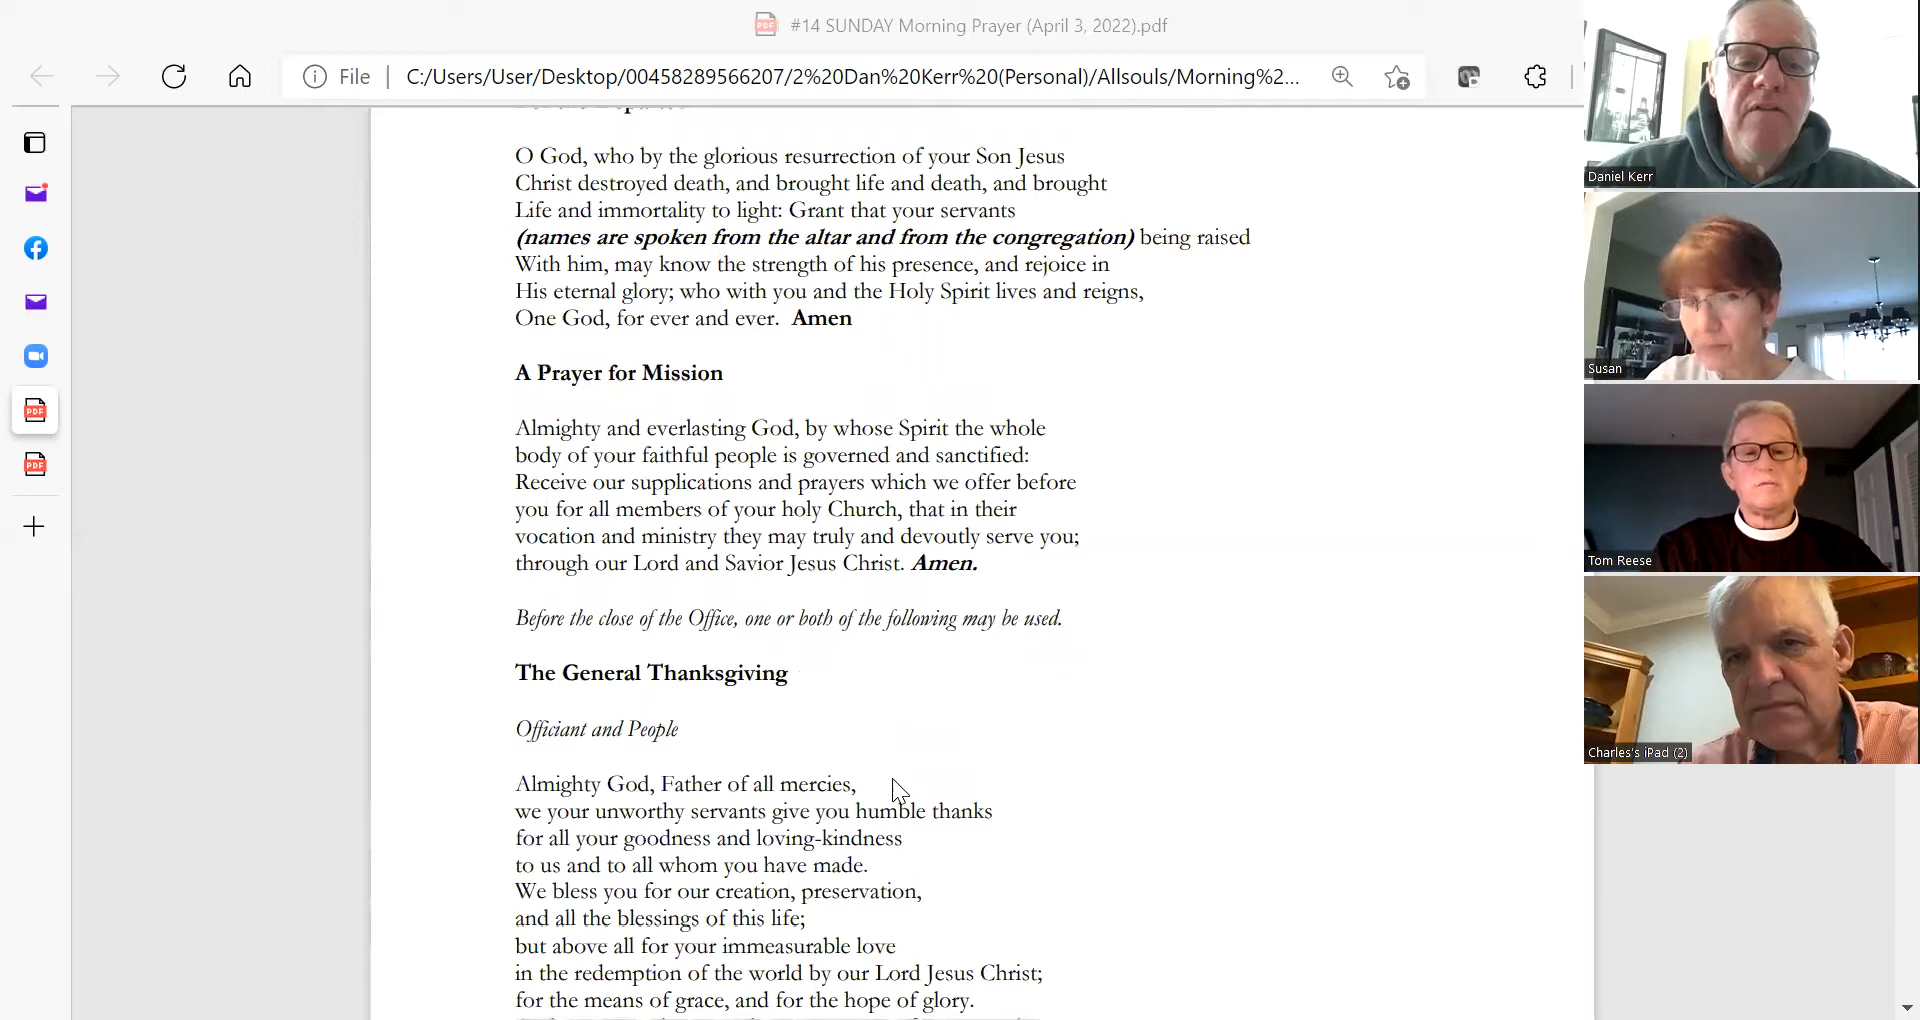 #14 SUNDAY Morning Prayer (April 3, 2022).pdf
File
C:/Users/User/Desktop/00458289566207/2%20Dan%20Kerr%20(Personal)/Allsouls/Morning%2...
O God, who by the glorious resurrection of your Son Jesus
Christ destroyed death, and brought life and death, and brought
Life and immortality to light: Grant that your servants
(names are spoken from the altar and from the congregation) being raised
With him, may know the strength of his presence, and rejoice in
His eternal glory; who with you and the Holy Spirit lives and reigns,
One God, for ever and ever. Amen
A Prayer for Mission
Almighty and everlasting God, by whose Spirit the whole
body of your faithful people is governed and sanctified:
Receive our supplications and prayers which we offer before
you for all members of your holy Church, that in their
vocation and ministry they may truly and devoutly serve you;
through our Lord and Savior Jesus Christ. Amen.
Before the close of the Office, one or both of the following may be used.
The General Thanksgiving
Officiant and People
Almighty God, Father of all mercies,
we your unworthy servants give you humble thanks
for all your goodness and loving-kindness
to us and to all whom you have made.
We bless you for our creation, preservation,
and all the blessings of this life;
but above all for your immeasurable love
in the redemption of the world by our Lord Jesus Christ;
for the means of grace, and for the hope of glory.
PDF
PDF
PDF
Daniel Kerr
Susan
Tom Reese
Charles's iPad (2)